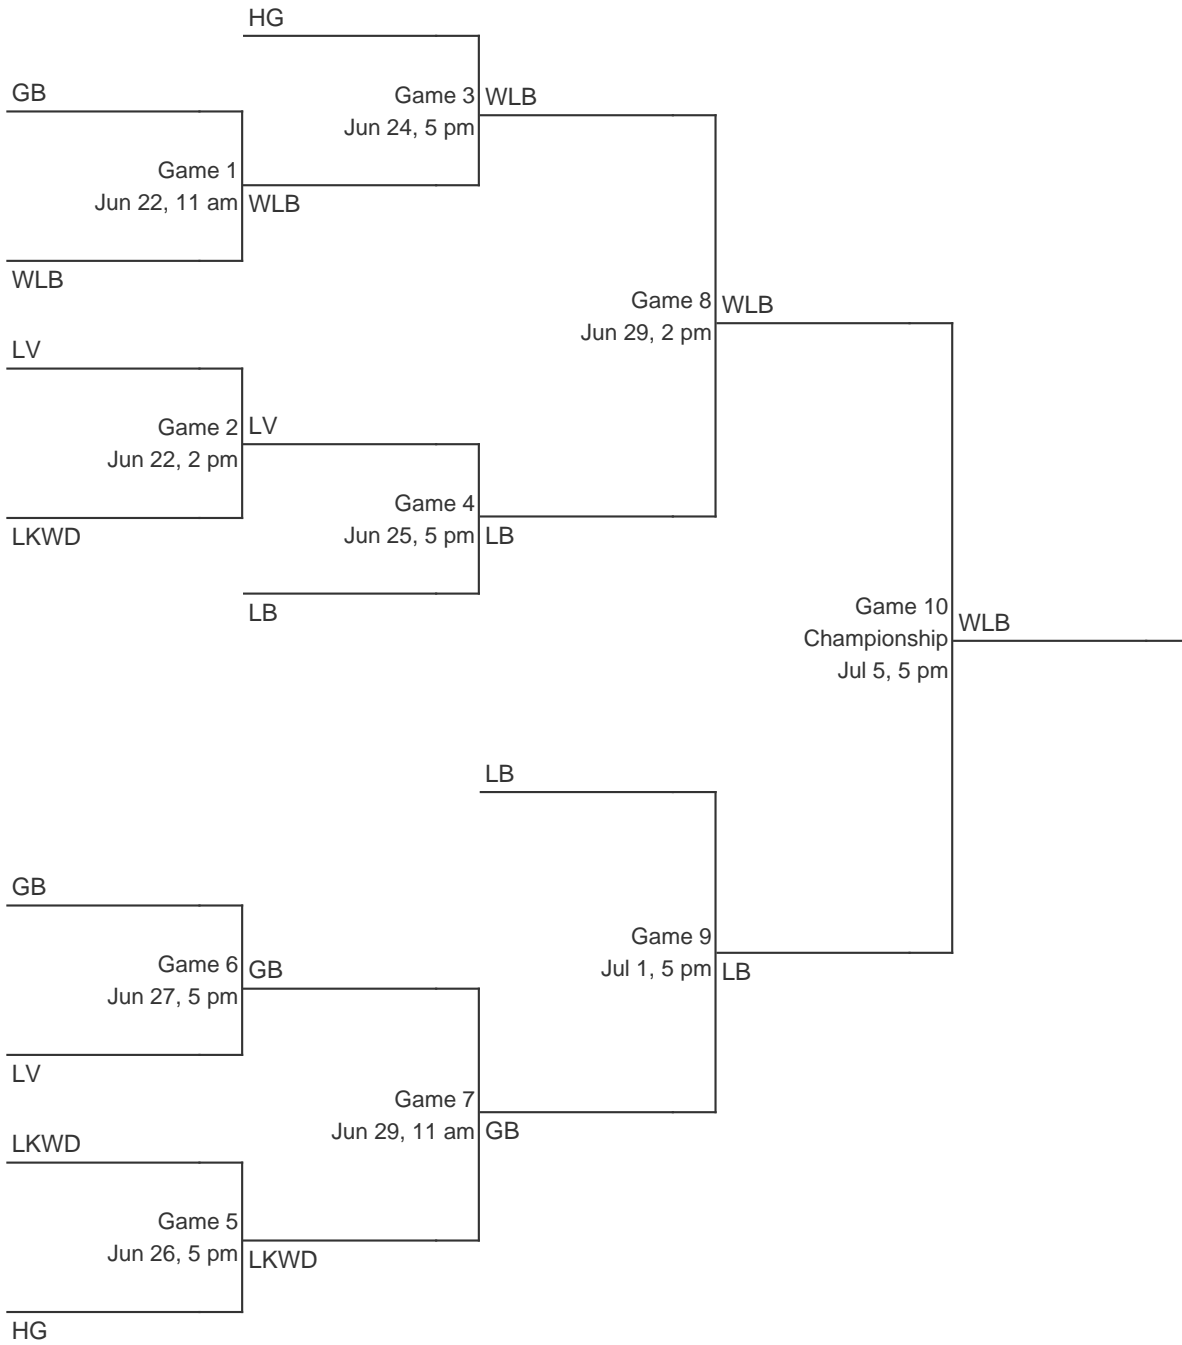 HG
GB
Game 3
WLB
Jun 24, 5 pm
Game 1
Jun 22, 11 am
WLB
WLB
Game 8
WLB
Jun 29, 2 pm
LV
Game 2
LV
Jun 22, 2 pm
Game 4
Jun 25, 5 pm
LB
LKWD
LB
Game 10
WLB
Championship
Jul 5, 5 pm
LB
GB
Game 9
Jul 1, 5 pm
LB
Game 6
GB
Jun 27, 5 pm
LV
Game 7
Jun 29, 11 am
GB
LKWD
Game 5
Jun 26, 5 pm
LKWD
HG